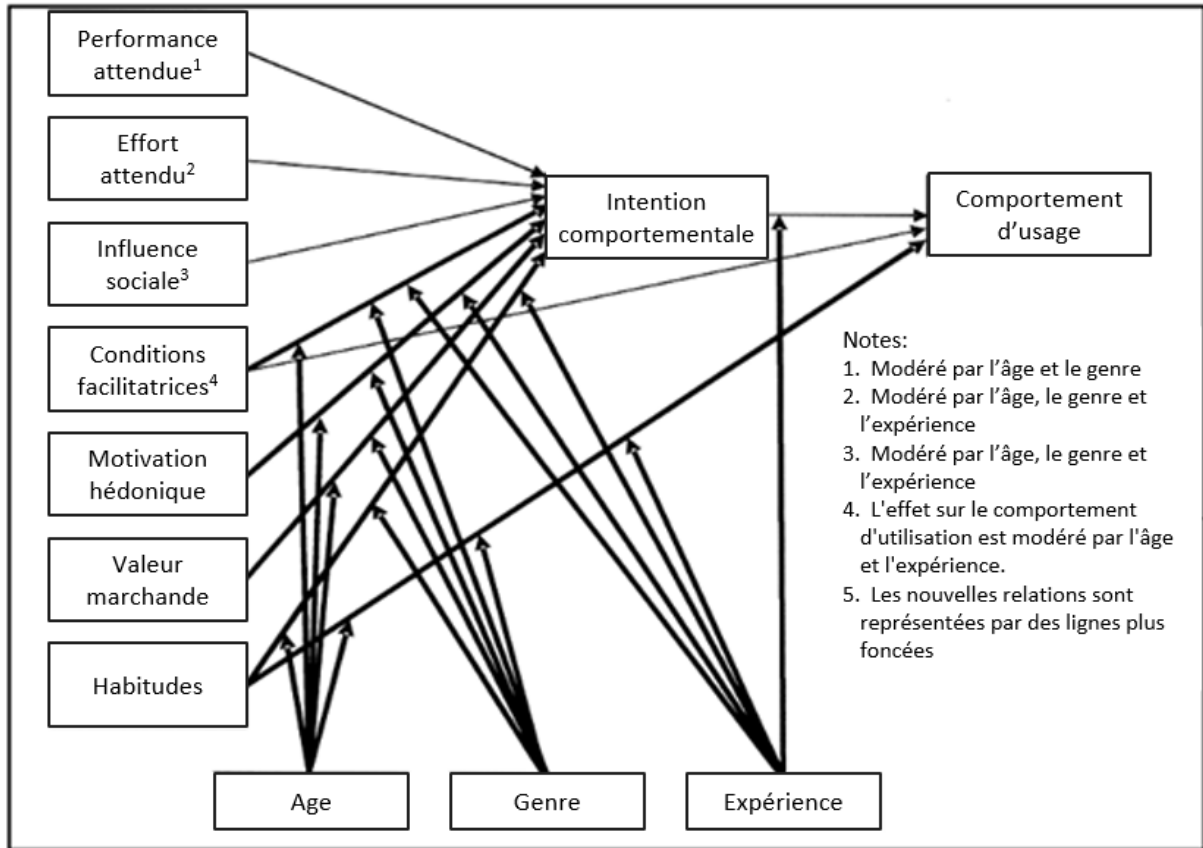 Performance
attendue1
Effort
attendu2
Influence
sociale3
Conditions
facilitatrices4
Motivation
hédonique
Valeur
marchande
Habitudes
Intention
comportementale
Comportement
d’usage
Notes:
1. Modéré par l’âge et le genre
2. Modéré par l’âge, le genre et
l’expérience
3. Modéré par l’âge, le genre et
l’expérience
4. L'effet sur le comportement
d'utilisation est modéré par l'âge
et l'expérience.
5. Les nouvelles relations sont
représentées par des lignes plus
foncées
Age
Genre
Expérience